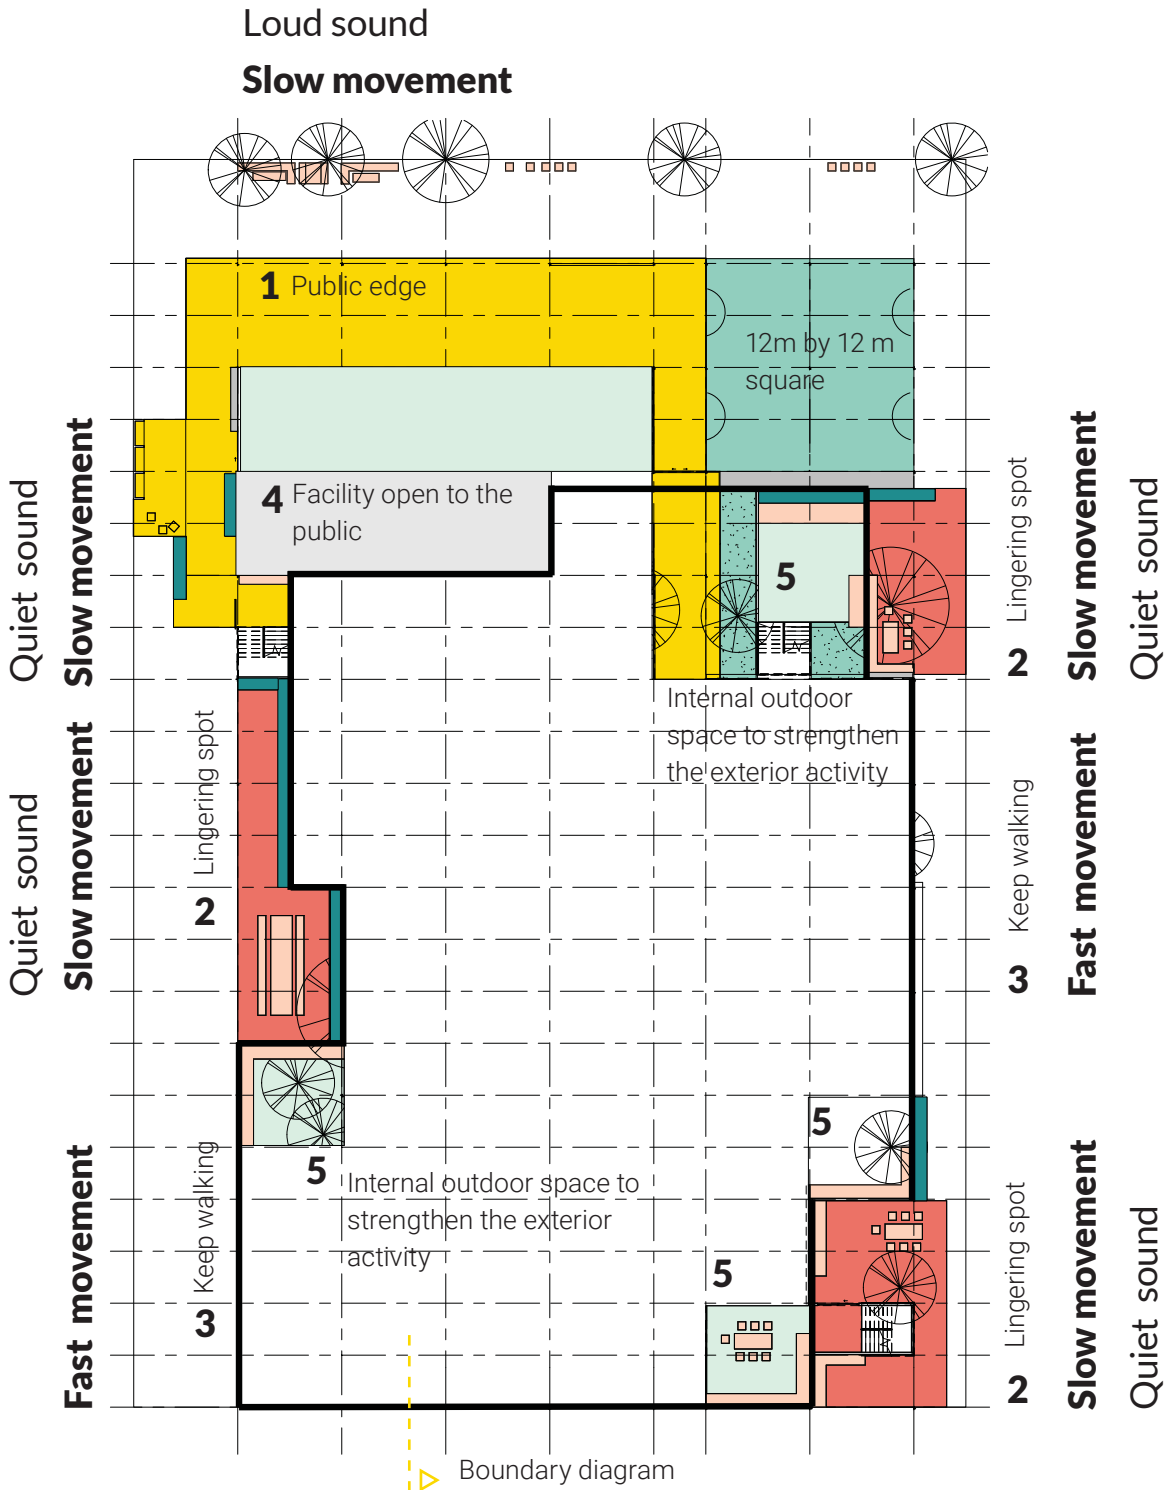 Loud sound
Slow movement
1 Public edge
12m by 12 m
square
4 Facility open to the
public
5
Quiet sound
Slow movement
Lingering spot
2
Slow movement
Quiet sound
Internal outdoor
space to strengthen
the exterior activity
Quiet sound
Slow movement
Lingering spot
2
Keep walking
3
Fast movement
5
5
Internal outdoor space to
strengthen the exterior
activity
Fast movement
Keep walking
3
5
Lingering spot
2
Slow movement
Quiet sound
Boundary diagram